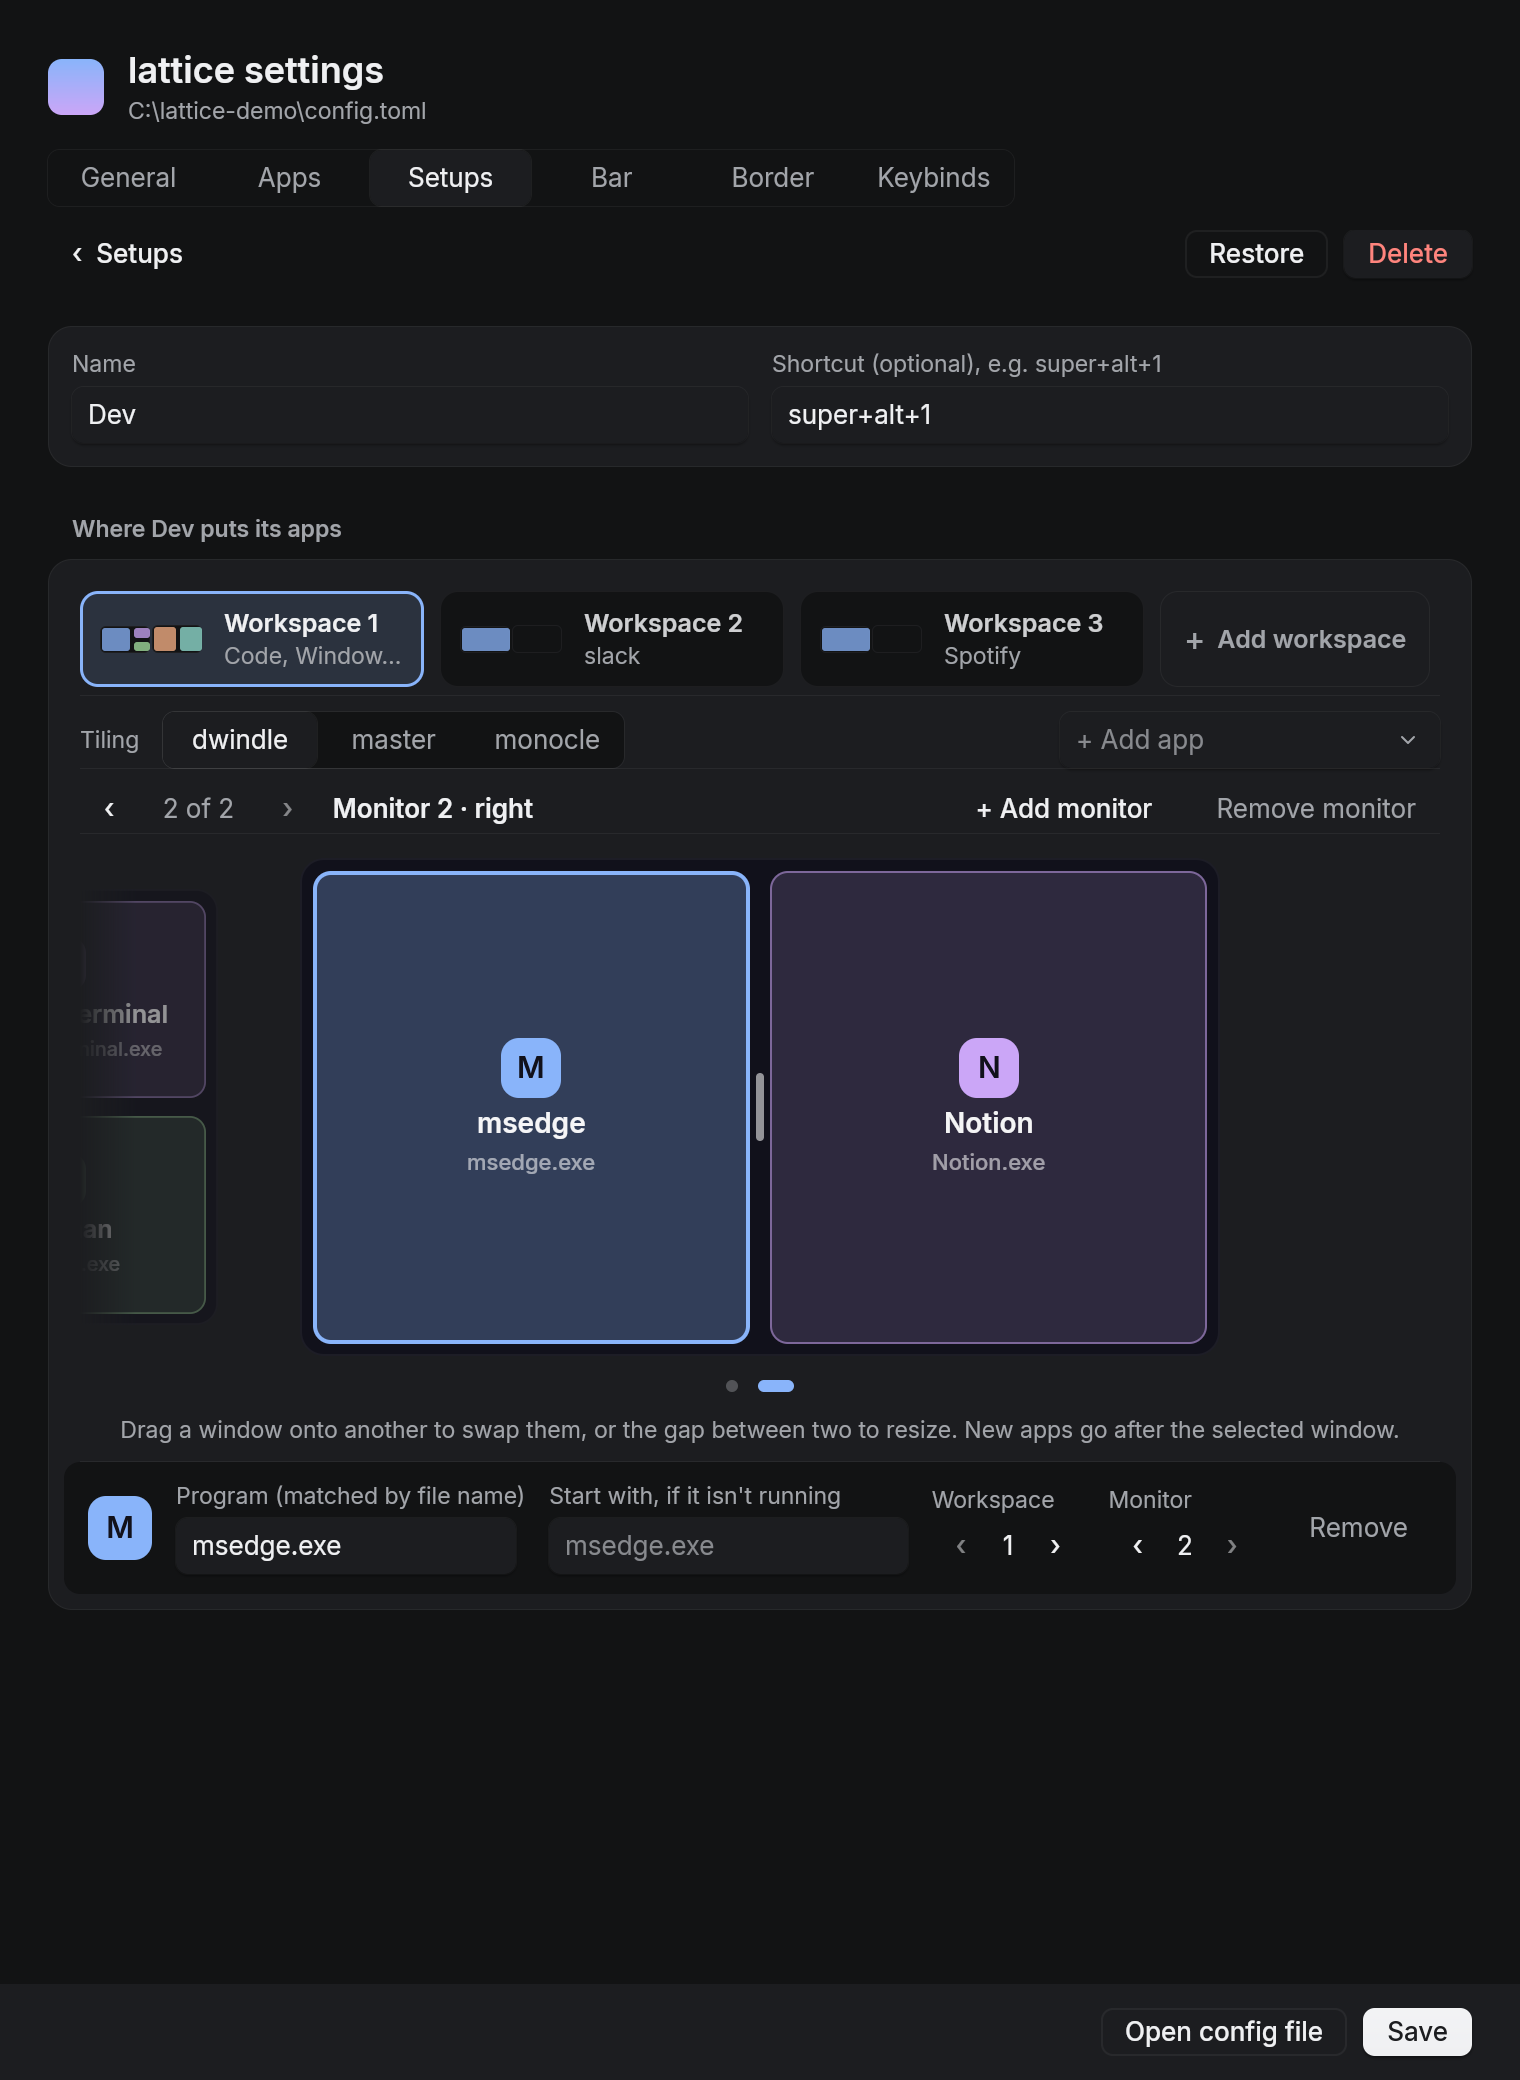 lattice settings
C:\lattice-demo\config.toml
General Apps Setups Bar Border Keybinds
‹ Setups Restore Delete
Name Shortcut (optional), e.g. super+alt+1
Dev super+alt+1
Where Dev puts its apps
Workspace 1 Workspace 2 Workspace 3 + Add workspace
Code, Window... slack Spotify
Tiling dwindle master monocle + Add app
‹ 2 of 2 › Monitor 2 · right + Add monitor Remove monitor
erminal
minal.exe
an
.exe
M
msedge
msedge.exe
N
Notion
Notion.exe
Drag a window onto another to swap them, or the gap between two to resize. New apps go after the selected window.
M
Program (matched by file name) Start with, if it isn't running Workspace Monitor
msedge.exe msedge.exe ‹ 1 › ‹ 2 › Remove
Open config file Save